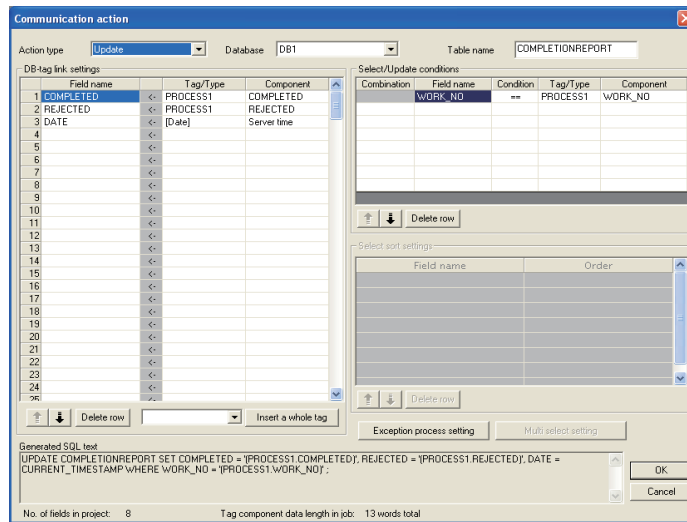 Communication action
Action type Update Database DB1 Table name COMPLETIONREPORT
DB-tag link settings
Field name Tag/Type Component
1 COMPLETED <- PROCESS1 COMPLETED
2 REJECTED <- PROCESS1 REJECTED
3 DATE <- [Date] Server time
4 <-
5 <-
6 <-
7 <-
8 <-
9 <-
10 <-
11 <-
12 <-
13 <-
14 <-
15 <-
16 <-
17 <-
18 <-
19 <-
20 <-
21 <-
22 <-
23 <-
24 <-
25 <-
Delete row Insert a whole tag
Select/Update conditions
Combination Field name Condition Tag/Type Component
WORK_NO == PROCESS1 WORK_NO
Delete row
Select sort settings
Field name Order
Delete row
Exception process setting Multi select setting
Generated SQL text
UPDATE COMPLETIONREPORT SET COMPLETED = '{PROCESS1.COMPLETED}', REJECTED = '{PROCESS1.REJECTED}', DATE =
CURRENT_TIMESTAMP WHERE WORK_NO = '{PROCESS1.WORK_NO}' ;
OK
Cancel
No. of fields in project: 8 Tag component data length in job: 13 words total